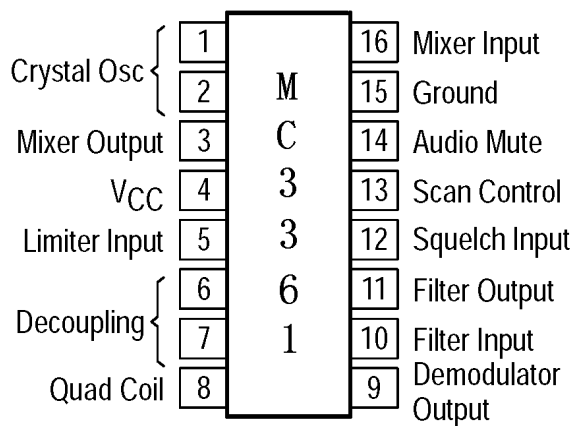 Crystal Osc
1
2
Mixer Output 3
VCC 4
Limiter Input 5
Decoupling
6
7
Quad Coil 8
M
C
3
3
6
1
16 Mixer Input
15 Ground
14 Audio Mute
13 Scan Control
12 Squelch Input
11 Filter Output
10 Filter Input
9 Demodulator
Output